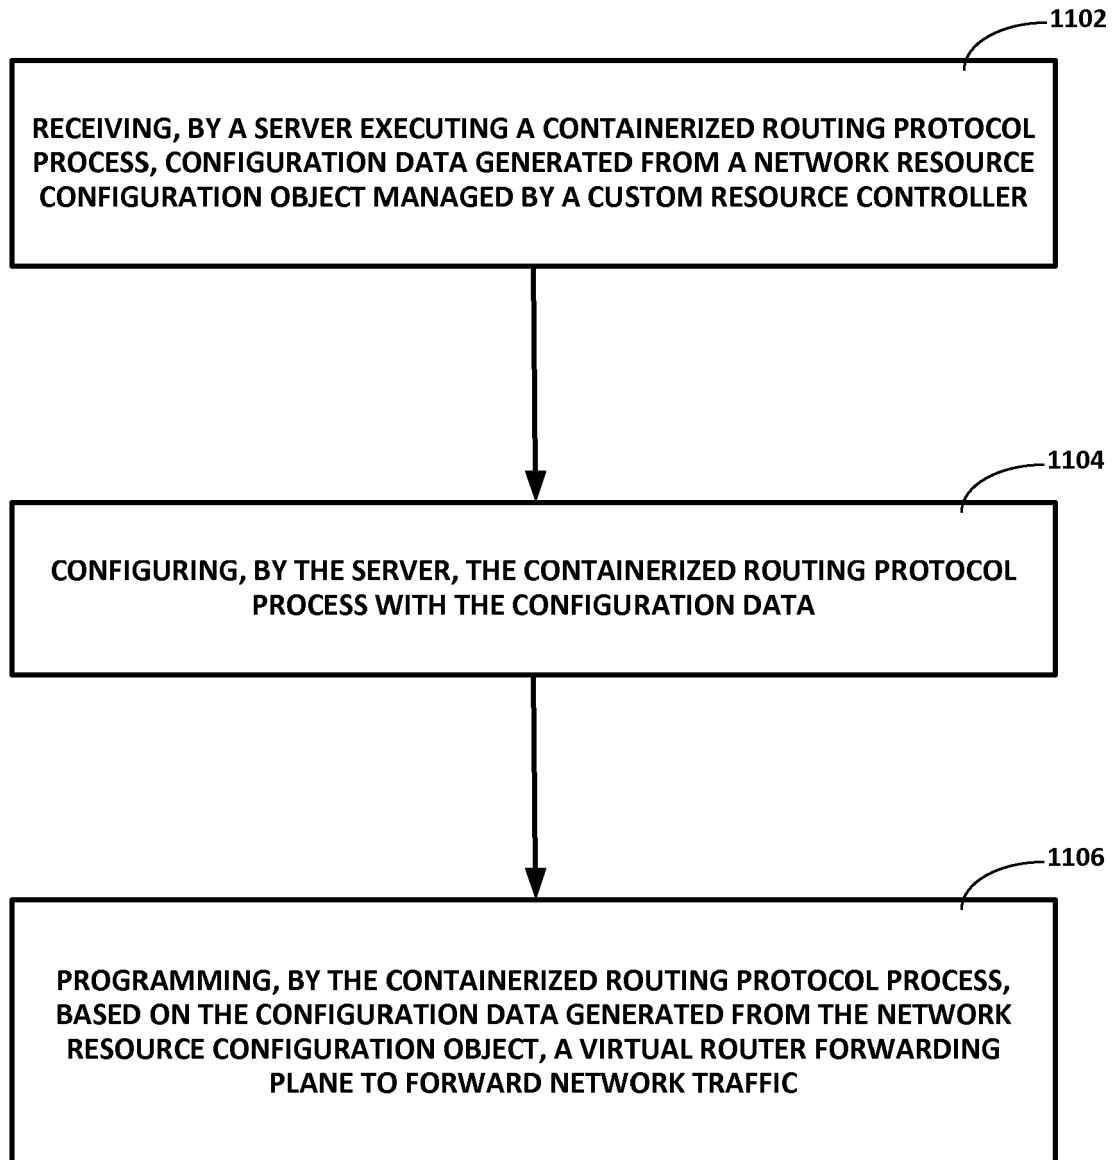 1102
RECEIVING, BY A SERVER EXECUTING A CONTAINERIZED ROUTING PROTOCOL
PROCESS, CONFIGURATION DATA GENERATED FROM A NETWORK RESOURCE
CONFIGURATION OBJECT MANAGED BY A CUSTOM RESOURCE CONTROLLER
1104
CONFIGURING, BY THE SERVER, THE CONTAINERIZED ROUTING PROTOCOL
PROCESS WITH THE CONFIGURATION DATA
1106
PROGRAMMING, BY THE CONTAINERIZED ROUTING PROTOCOL PROCESS,
BASED ON THE CONFIGURATION DATA GENERATED FROM THE NETWORK
RESOURCE CONFIGURATION OBJECT, A VIRTUAL ROUTER FORWARDING
PLANE TO FORWARD NETWORK TRAFFIC